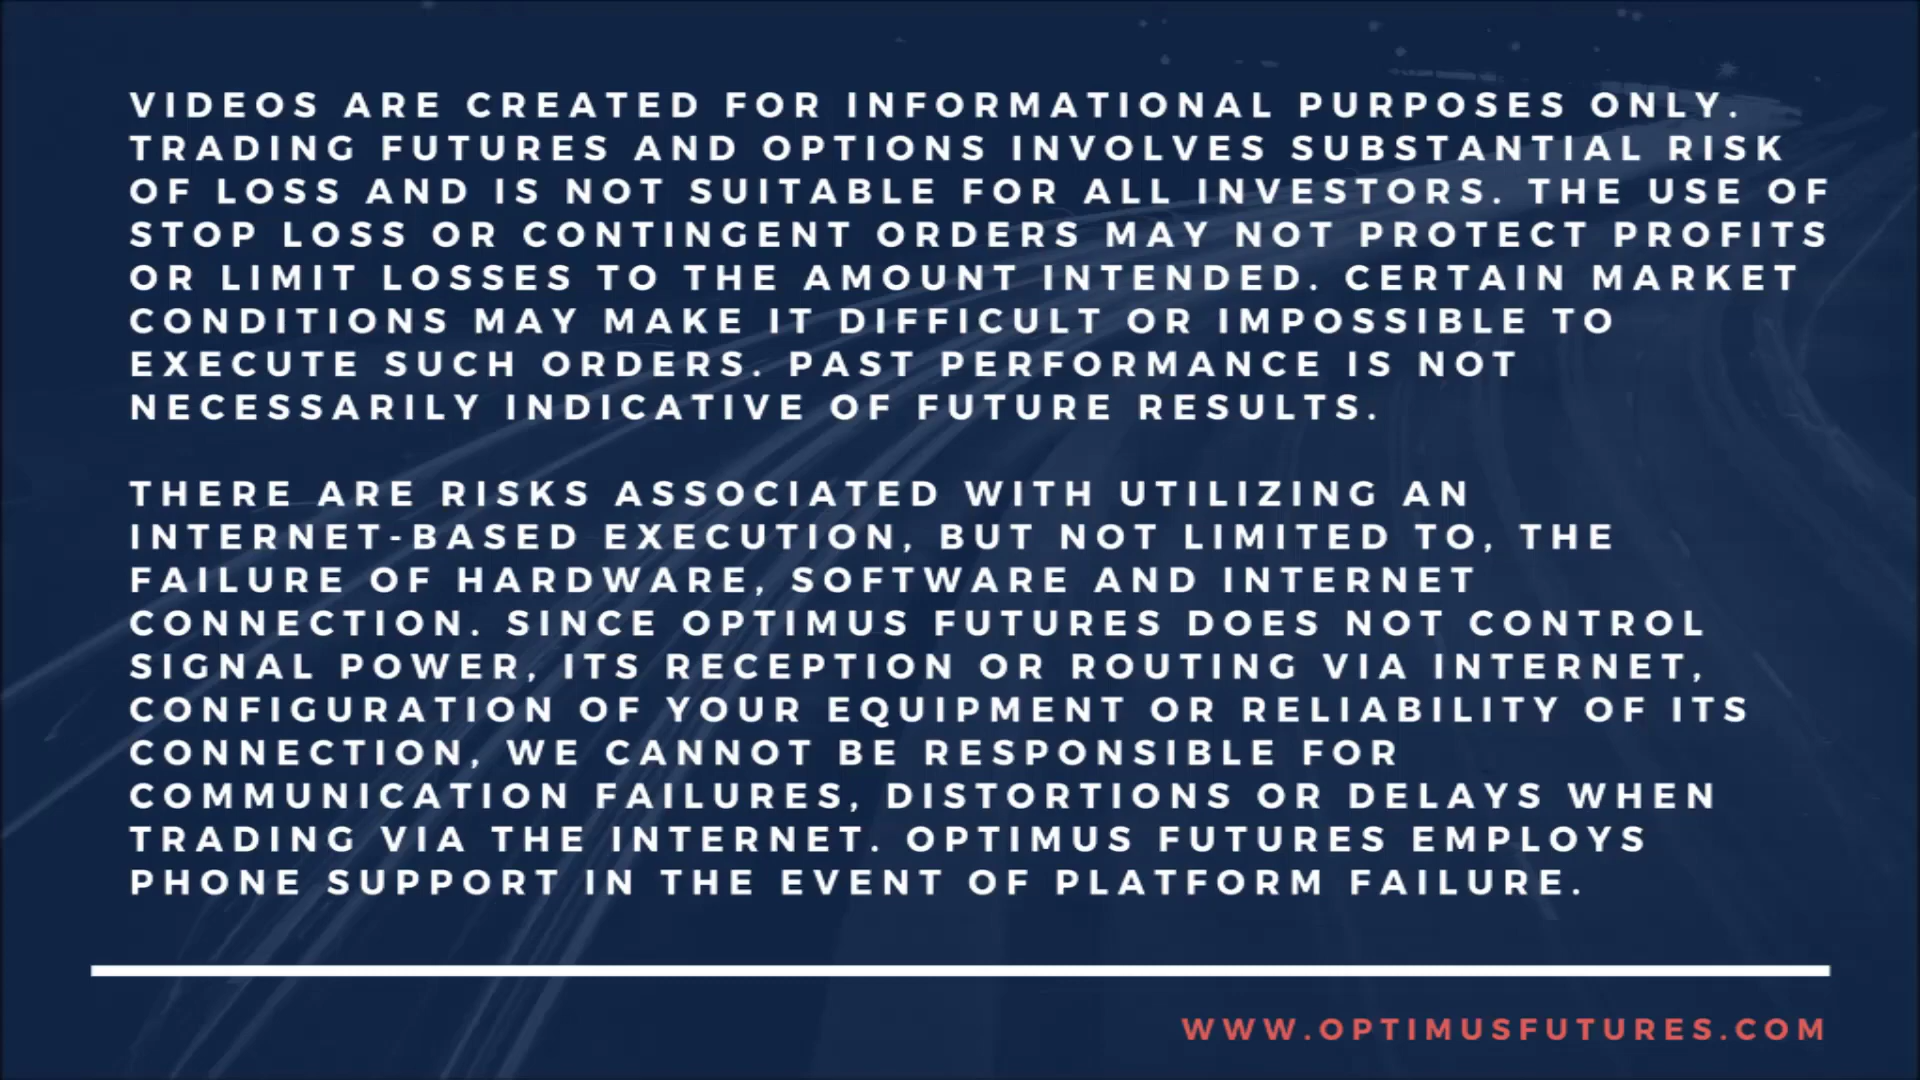 VIDEOS ARE CREATED FOR INFORMATIONAL PURPOSES ONLY.
TRADING FUTURES AND OPTIONS INVOLVES SUBSTANTIAL RISK
OF LOSS AND IS NOT SUITABLE FOR ALL INVESTORS. THE USE OF
STOP LOSS OR CONTINGENT ORDERS MAY NOT PROTECT PROFITS
OR LIMIT LOSSES TO THE AMOUNT INTENDED. CERTAIN MARKET
CONDITIONS MAY MAKE IT DIFFICULT OR IMPOSSIBLE TO
EXECUTE SUCH ORDERS. PAST PERFORMANCE IS NOT
NECESSARILY INDICATIVE OF FUTURE RESULTS.
THERE ARE RISKS ASSOCIATED WITH UTILIZING AN
INTERNET-BASED EXECUTION, BUT NOT LIMITED TO, THE
FAILURE OF HARDWARE, SOFTWARE AND INTERNET
CONNECTION. SINCE OPTIMUS FUTURES DOES NOT CONTROL
SIGNAL POWER, ITS RECEPTION OR ROUTING VIA INTERNET,
CONFIGURATION OF YOUR EQUIPMENT OR RELIABILITY OF ITS
CONNECTION, WE CANNOT BE RESPONSIBLE FOR
COMMUNICATION FAILURES, DISTORTIONS OR DELAYS WHEN
TRADING VIA THE INTERNET. OPTIMUS FUTURES EMPLOYS
PHONE SUPPORT IN THE EVENT OF PLATFORM FAILURE.
WWW.OPTIMUSFUTURES.COM